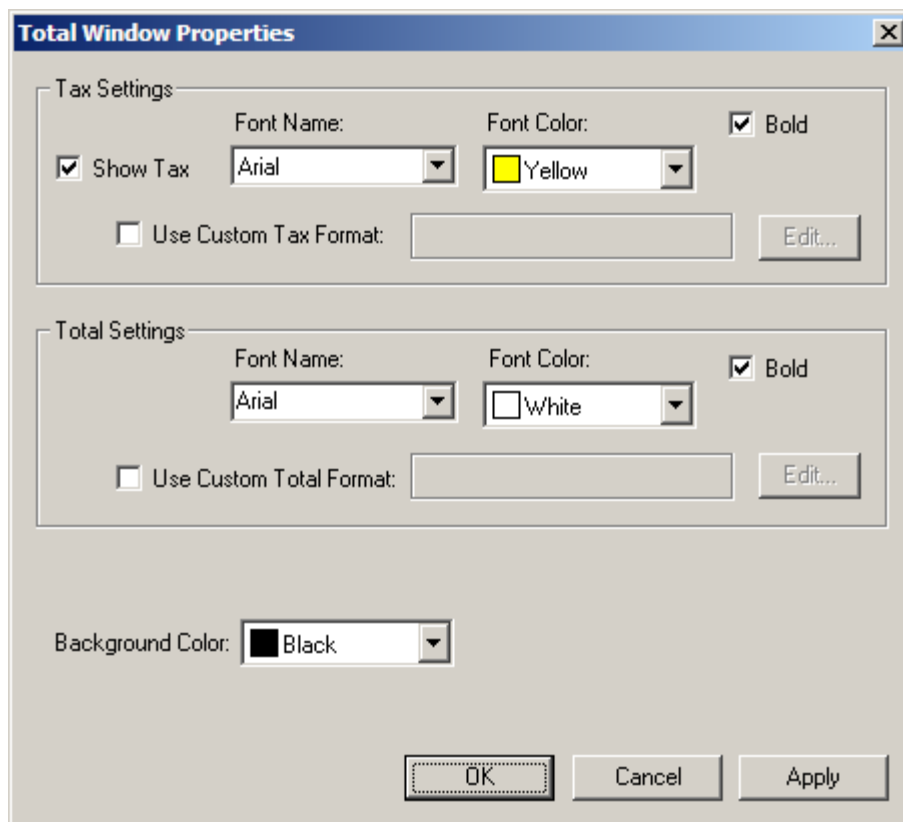 Total Window Properties
Tax Settings
Font Name: Font Color: Bold
Show Tax Arial Yellow
Use Custom Tax Format: Edit...
Total Settings
Font Name: Font Color: Bold
Arial White
Use Custom Total Format: Edit...
Background Color: Black
OK Cancel Apply